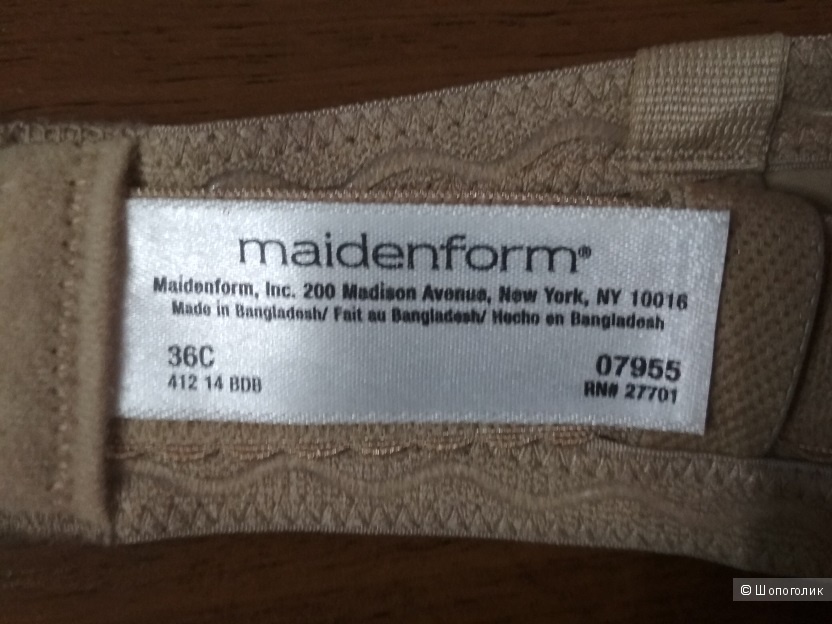 maidenform®
Maidenform, Inc. 200 Madison Avenue, New York, NY 10016
Made in Bangladesh/ Fait au Bangladesh/ Hecho en Bangladesh
36C
07955
412 14 BDB
RN# 27701
© Шопоголик